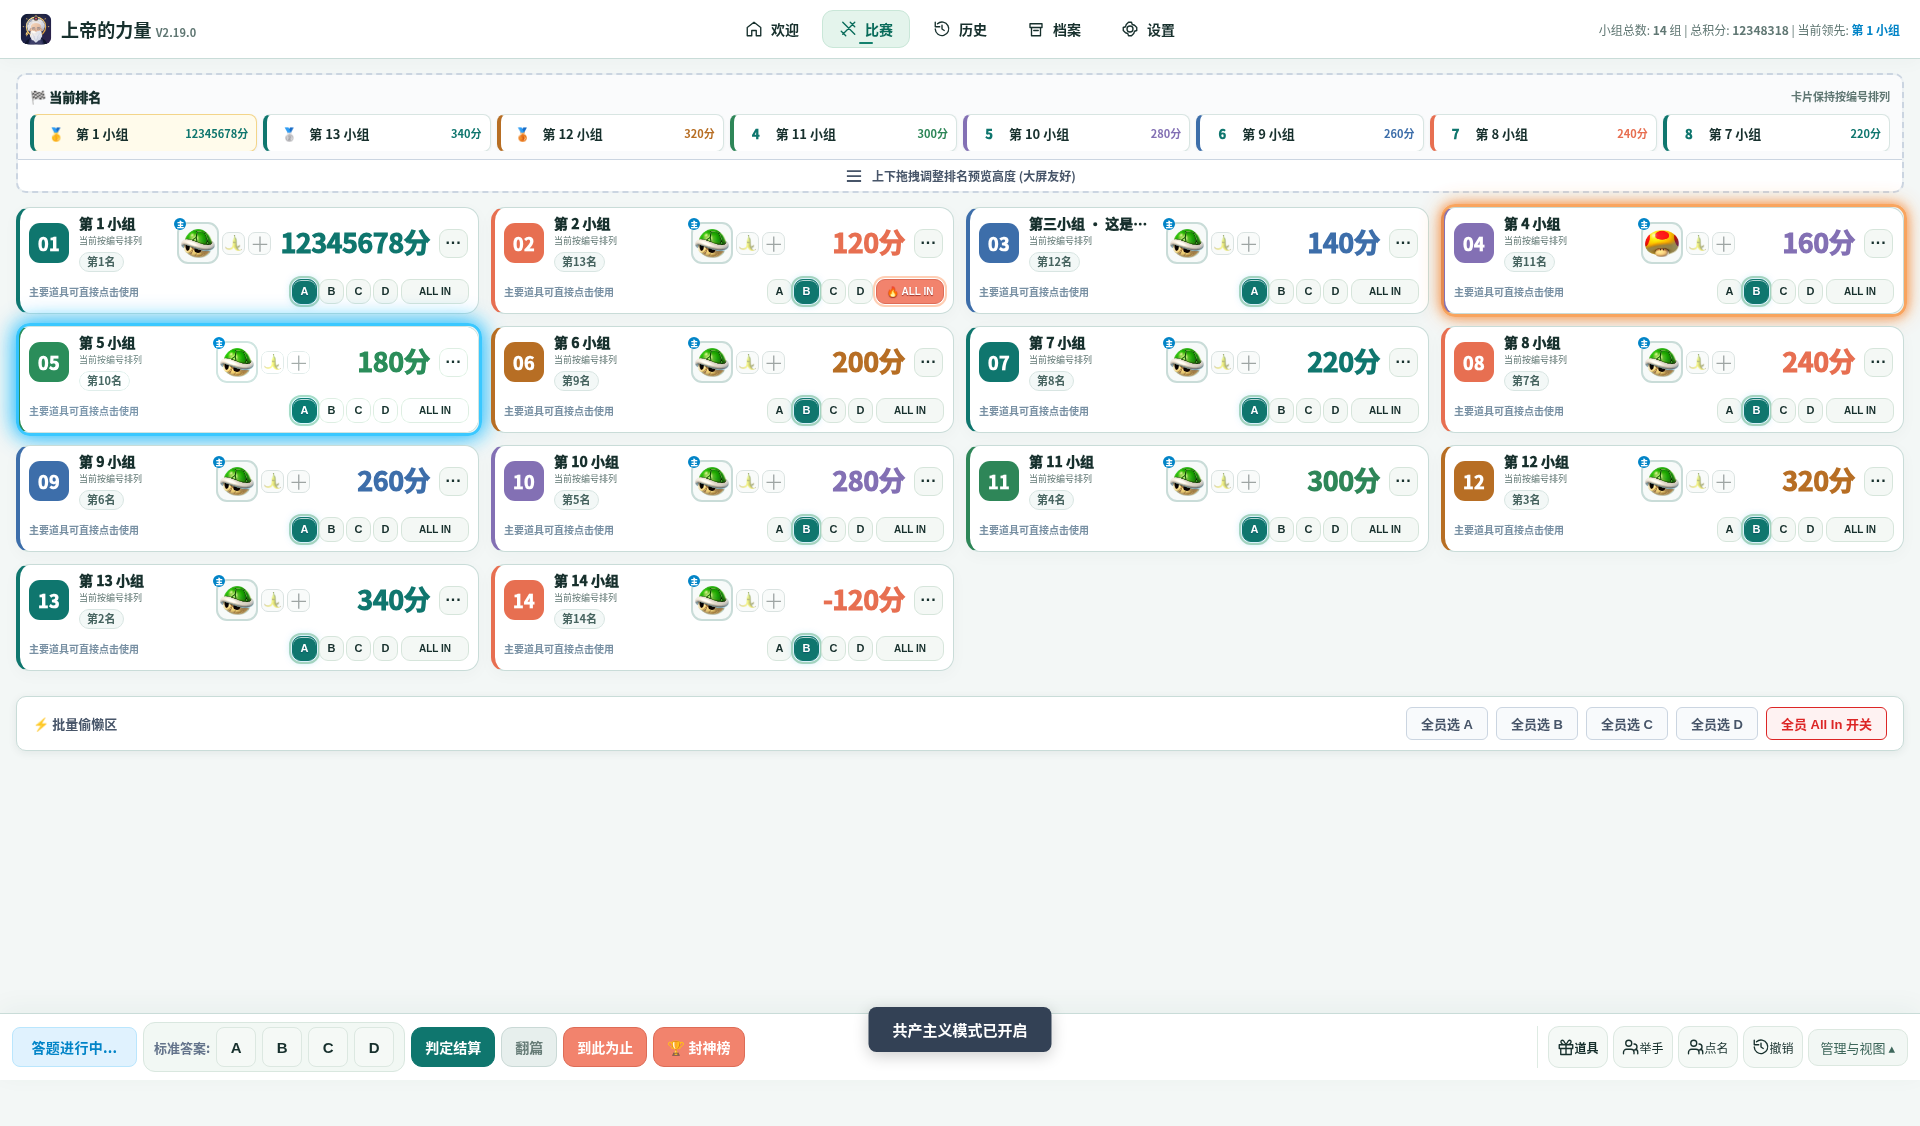 上帝的力量 V2.19.0
欢迎 比赛 历史 档案 设置
小组总数: 14 组 | 总积分: 12348318 | 当前领先: 第 1 小组
🏁 当前排名
卡片保持按编号排列
🥇 第 1 小组 12345678分
🥈 第 13 小组 340分
🥉 第 12 小组 320分
4 第 11 小组 300分
5 第 10 小组 280分
6 第 9 小组 260分
7 第 8 小组 240分
8 第 7 小组 220分
上下拖拽调整排名预览高度 (大屏友好)
01 第 1 小组 主 12345678分 ···
当前按编号排列
第1名
主要道具可直接点击使用 A B C D ALL IN
02 第 2 小组 主 120分 ···
当前按编号排列
第13名
主要道具可直接点击使用 A B C D 🔥 ALL IN
03 第三小组 · 这是··· 主 140分 ···
当前按编号排列
第12名
主要道具可直接点击使用 A B C D ALL IN
04 第 4 小组 主 160分 ···
当前按编号排列
第11名
主要道具可直接点击使用 A B C D ALL IN
05 第 5 小组 主 180分 ···
当前按编号排列
第10名
主要道具可直接点击使用 A B C D ALL IN
06 第 6 小组 主 200分 ···
当前按编号排列
第9名
主要道具可直接点击使用 A B C D ALL IN
07 第 7 小组 主 220分 ···
当前按编号排列
第8名
主要道具可直接点击使用 A B C D ALL IN
08 第 8 小组 主 240分 ···
当前按编号排列
第7名
主要道具可直接点击使用 A B C D ALL IN
09 第 9 小组 主 260分 ···
当前按编号排列
第6名
主要道具可直接点击使用 A B C D ALL IN
10 第 10 小组 主 280分 ···
当前按编号排列
第5名
主要道具可直接点击使用 A B C D ALL IN
11 第 11 小组 主 300分 ···
当前按编号排列
第4名
主要道具可直接点击使用 A B C D ALL IN
12 第 12 小组 主 320分 ···
当前按编号排列
第3名
主要道具可直接点击使用 A B C D ALL IN
13 第 13 小组 主 340分 ···
当前按编号排列
第2名
主要道具可直接点击使用 A B C D ALL IN
14 第 14 小组 主 -120分 ···
当前按编号排列
第14名
主要道具可直接点击使用 A B C D ALL IN
⚡ 批量偷懒区
全员选 A 全员选 B 全员选 C 全员选 D 全员 All In 开关
共产主义模式已开启
答题进行中... 标准答案: A B C D 判定结算 翻篇 到此为止 🏆 封神榜
道具 举手 点名 撤销 管理与视图 ▴